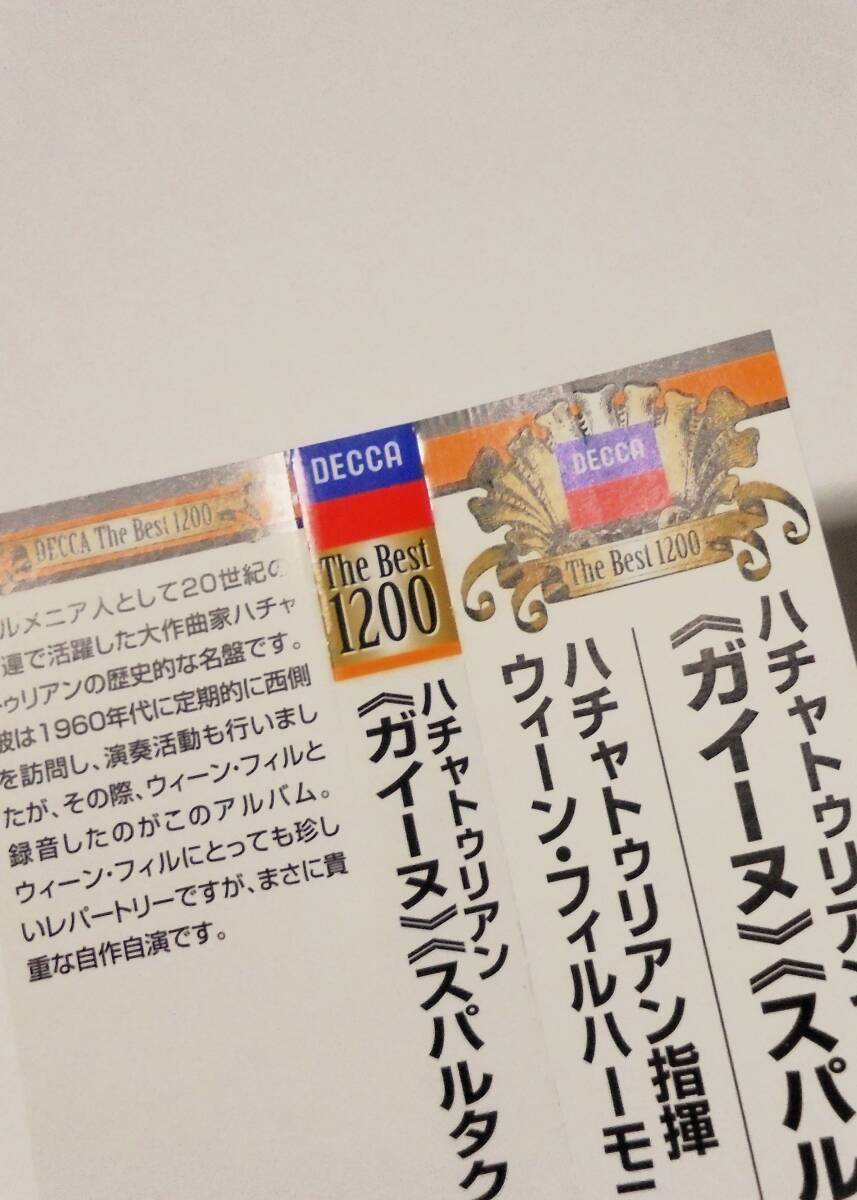 DECCA The Best 1200
ルメニア人として20世紀の
連で活躍した大作曲家ハチャ
トゥリアンの歴史的な名盤です。
彼は1960年代に定期的に西側
を訪問し、演奏活動も行いまし
たが、その際、ウィーン・フィルと
録音したのがこのアルバム。
ウィーン・フィルにとっても珍し
いレパートリーですが、まさに貴
重な自作自演です。
DECCA
The Best
1200
ハチャトゥリアン
《ガイーヌ》《スパルタク
DECCA
The Best 1200
ハチャトゥリアン
《ガイーヌ》《スパル
ハチャトゥリアン指揮
ウィーン・フィルハーモニ